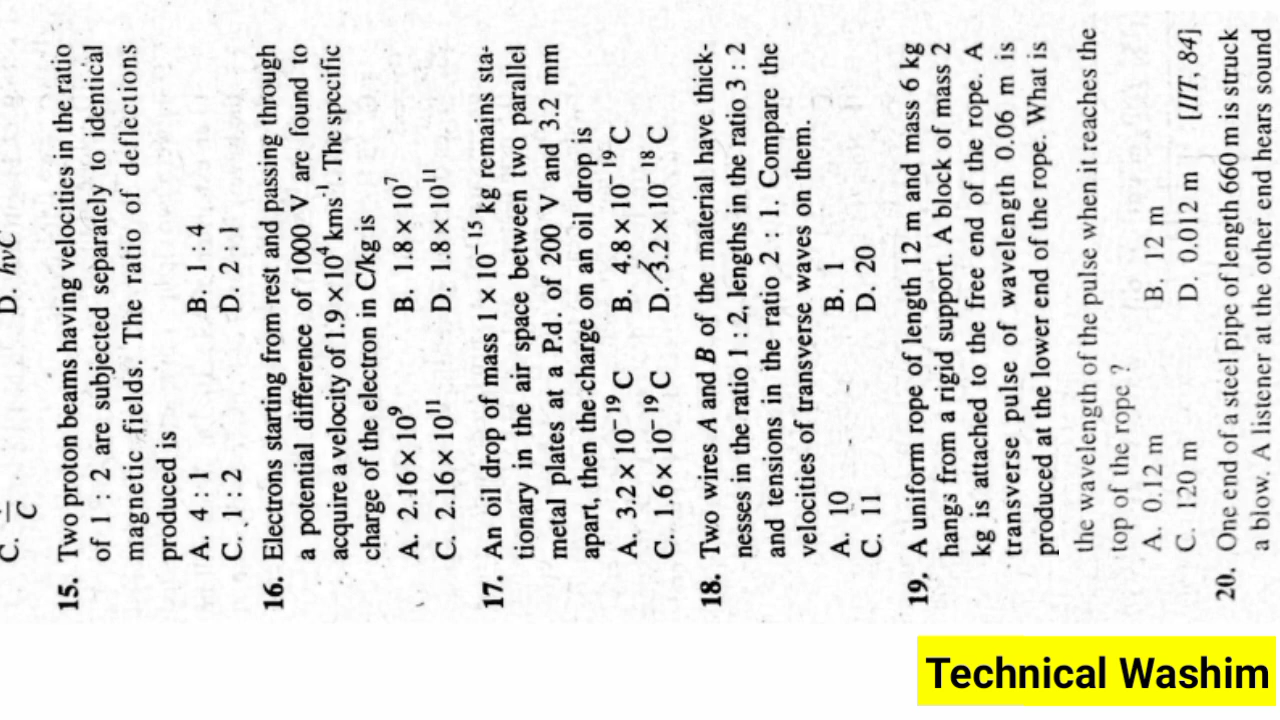 C. C
D. hvC
15. Two proton beams having velocities in the ratio
of 1 : 2 are subjected separately to identical
magnetic fields. The ratio of deflections
produced is
A. 4 : 1 B. 1 : 4
C. 1 : 2 D. 2 : 1
16. Electrons starting from rest and passing through
a potential difference of 1000 V are found to
acquire a velocity of 1.9 × 10⁴ kms⁻¹. The specific
charge of the electron in C/kg is
A. 2.16 × 10⁹ B. 1.8 × 10⁷
C. 2.16 × 10¹¹ D. 1.8 × 10¹¹
17. An oil drop of mass 1 × 10⁻¹⁵ kg remains sta-
tionary in the air space between two parallel
metal plates at a P.d. of 200 V and 3.2 mm
apart, then the charge on an oil drop is
A. 3.2 × 10⁻¹⁹ C B. 4.8 × 10⁻¹⁹ C
C. 1.6 × 10⁻¹⁹ C D. 3.2 × 10⁻¹⁸ C
18. Two wires A and B of the material have thick-
nesses in the ratio 1 : 2, lengths in the ratio 3 : 2
and tensions in the ratio 2 : 1. Compare the
velocities of transverse waves on them.
A. 10 B. 1
C. 11 D. 20
19. A uniform rope of length 12 m and mass 6 kg
hangs from a rigid support. A block of mass 2
kg is attached to the free end of the rope. A
transverse pulse of wavelength 0.06 m is
produced at the lower end of the rope. What is
the wavelength of the pulse when it reaches the
top of the rope ?
A. 0.12 m B. 12 m
C. 120 m D. 0.012 m [IIT, 84]
20. One end of a steel pipe of length 660 m is struck
a blow. A listener at the other end hears sound
Technical Washim